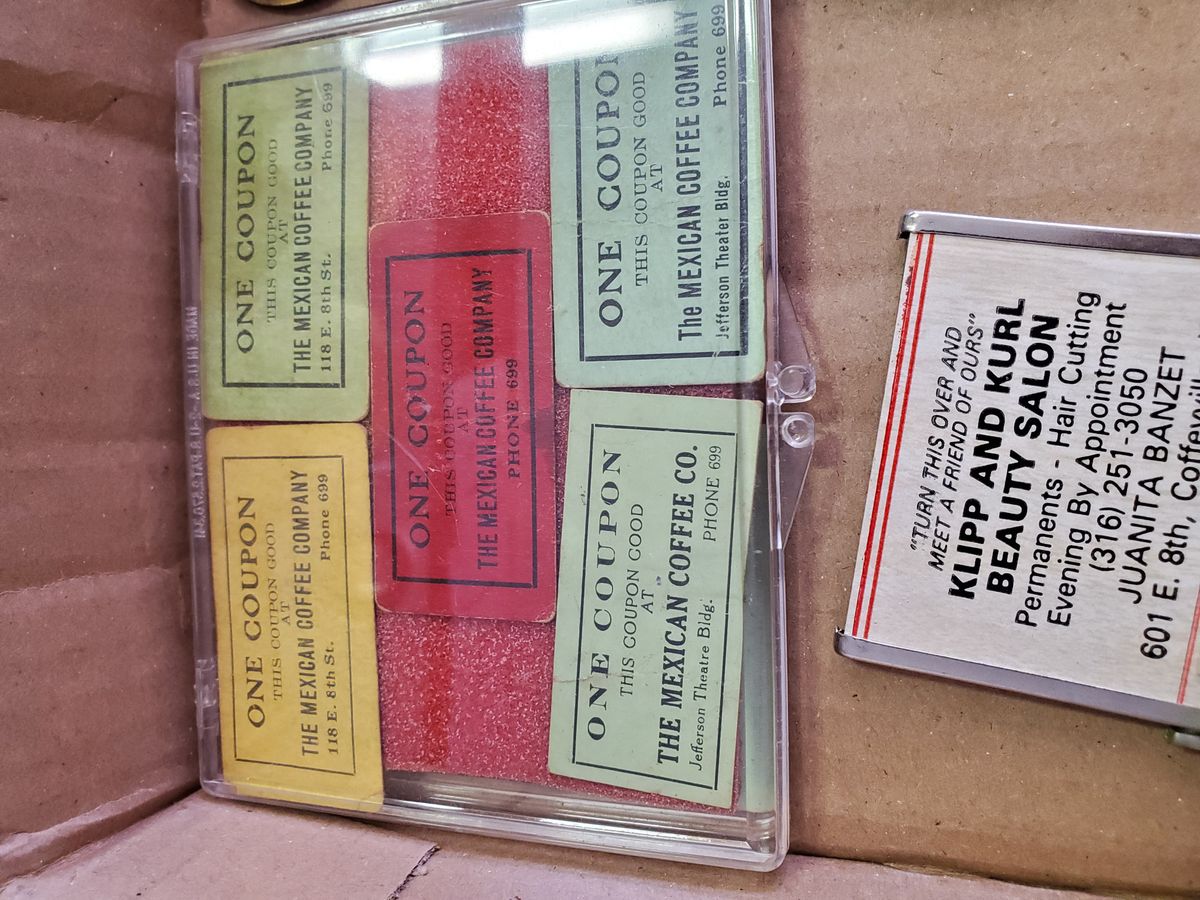 ONE COUPON
THIS COUPON GOOD
AT
THE MEXICAN COFFEE COMPANY
118 E. 8th St. Phone 699
ONE COUPON
THIS COUPON GOOD
AT
THE MEXICAN COFFEE COMPANY
118 E. 8th St. Phone 699
ONE COUPON
THIS COUPON GOOD
AT
THE MEXICAN COFFEE COMPANY
PHONE 699
ONE COUPON
THIS COUPON GOOD
AT
The MEXICAN COFFEE COMPANY
Jefferson Theater Bldg. Phone 699
ONE COUPON
THIS COUPON GOOD
AT
THE MEXICAN COFFEE CO.
Jefferson Theatre Bldg. PHONE 699
"TURN THIS OVER AND
MEET A FRIEND OF OURS"
KLIPP AND KURL
BEAUTY SALON
Permanents - Hair Cutting
Evening By Appointment
(316) 251-3050
JUANITA BANZET
601 E. 8th, Coffeyvill